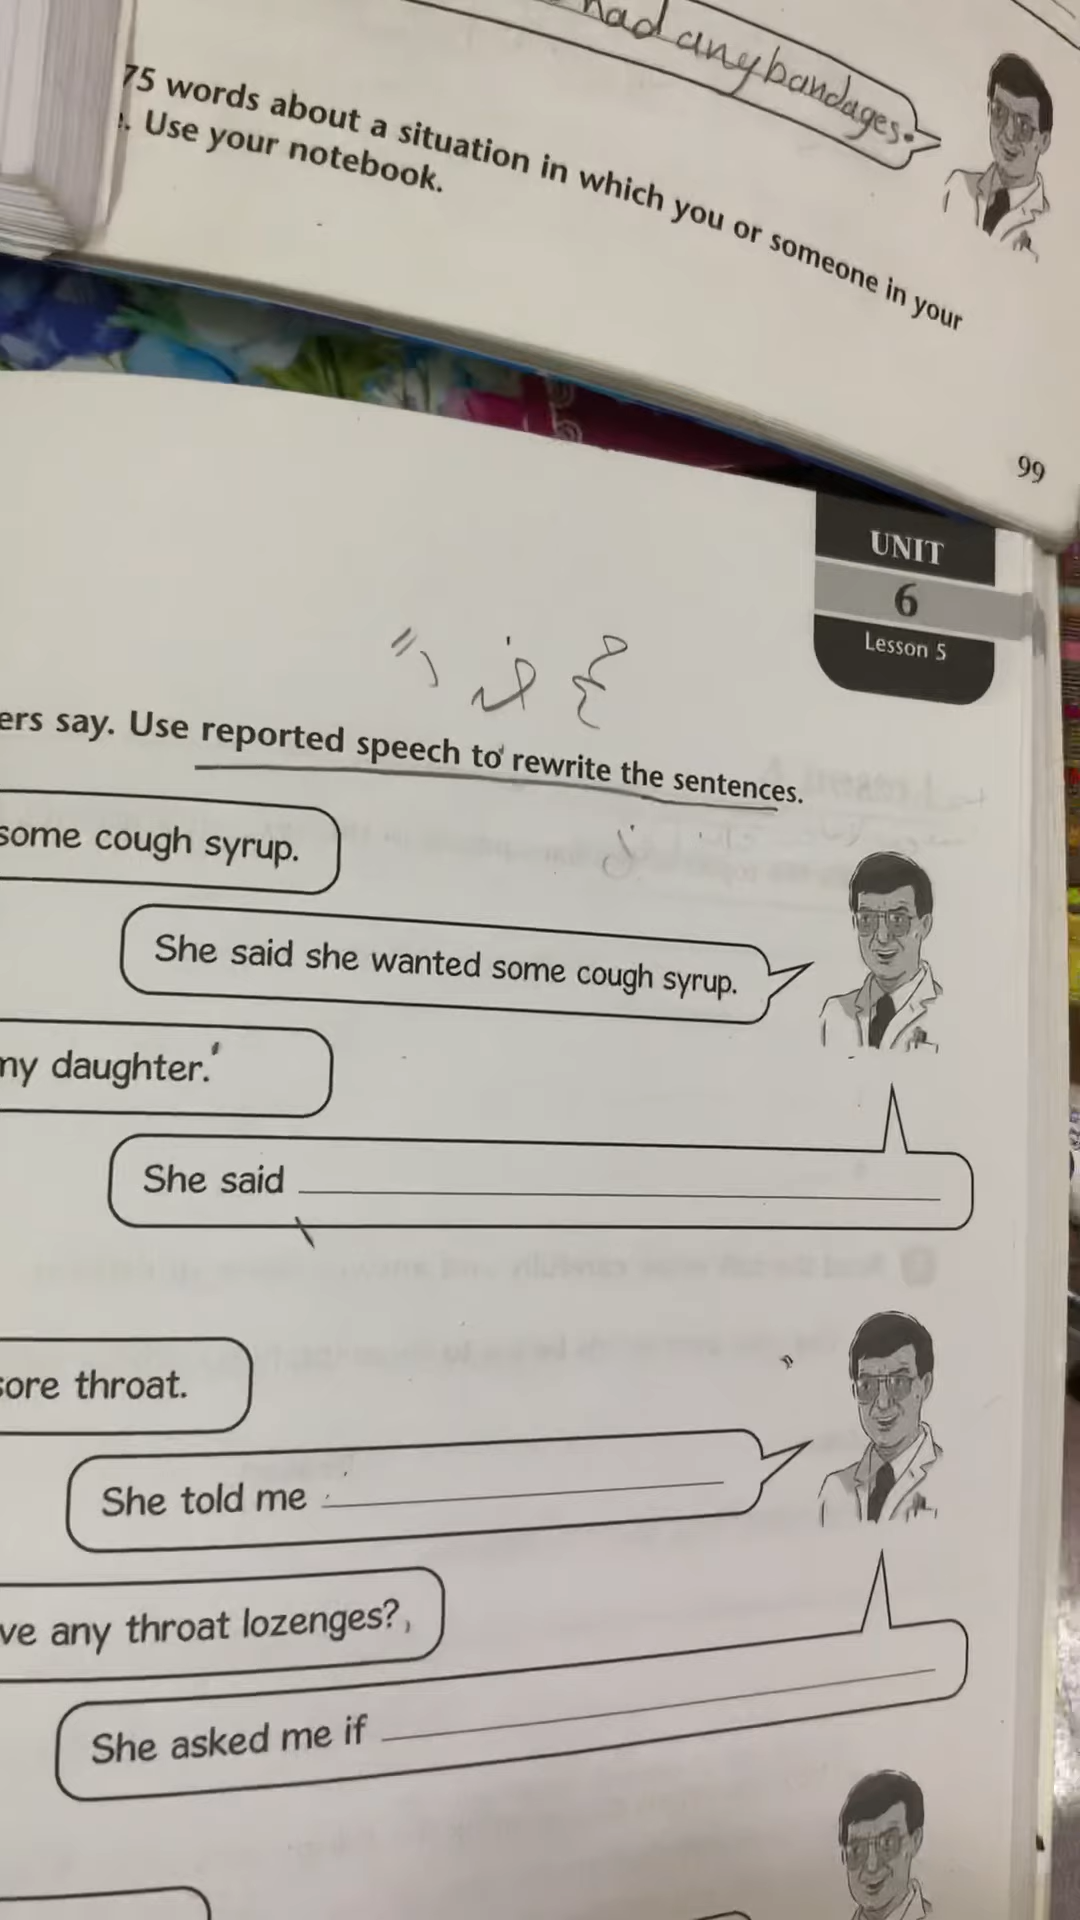 had any bandages.
75 words about a situation in which you or someone in your
. Use your notebook.
99
UNIT
6
Lesson 5
ers say. Use reported speech to rewrite the sentences.
some cough syrup.
She said she wanted some cough syrup.
my daughter.
She said
sore throat.
She told me
ve any throat lozenges?
She asked me if